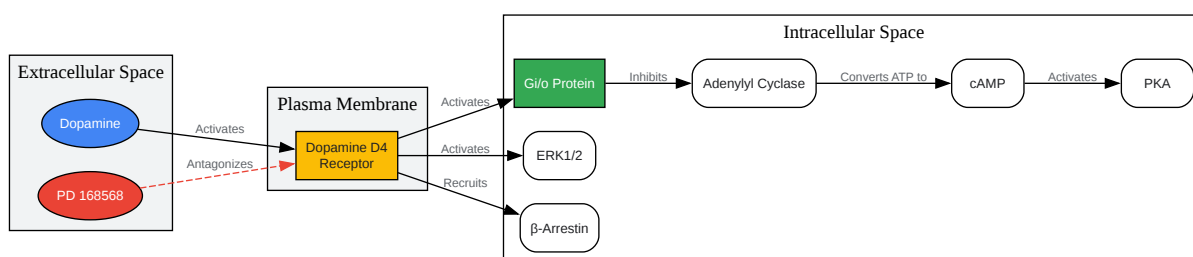 Extracellular Space
Dopamine
PD 168568
Activates
Antagonizes
Plasma Membrane
Dopamine D4
Receptor
Activates
Activates
Recruits
Intracellular Space
Gi/o Protein
Inhibits
Adenylyl Cyclase
Converts ATP to
cAMP
Activates
PKA
ERK1/2
β-Arrestin